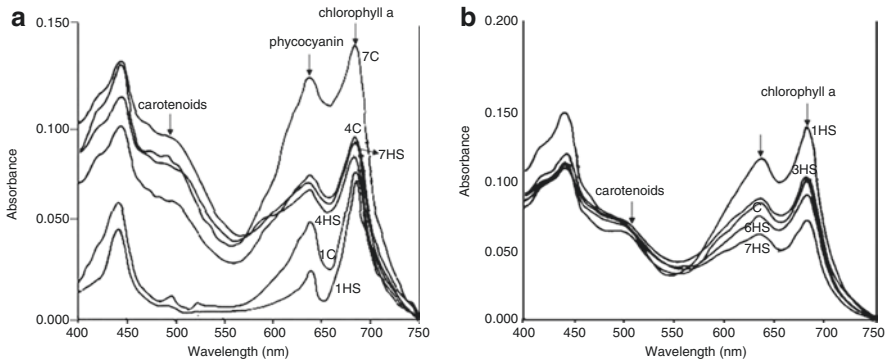 a
0.150
0.100
0.050
0.000
Absorbance
carotenoids
phycocyanin
chlorophyll a
7C
4C
7HS
4HS
1C
1HS
400 450 500 550 650 700 750
Wavelength (nm)
b
0.200
0.150
0.100
0.050
0.000
Absorbance
carotenoids
chlorophyll a
1HS
3HS
C
6HS
7HS
400 450 500 550 600 650 700 750
Wavelength (nm)